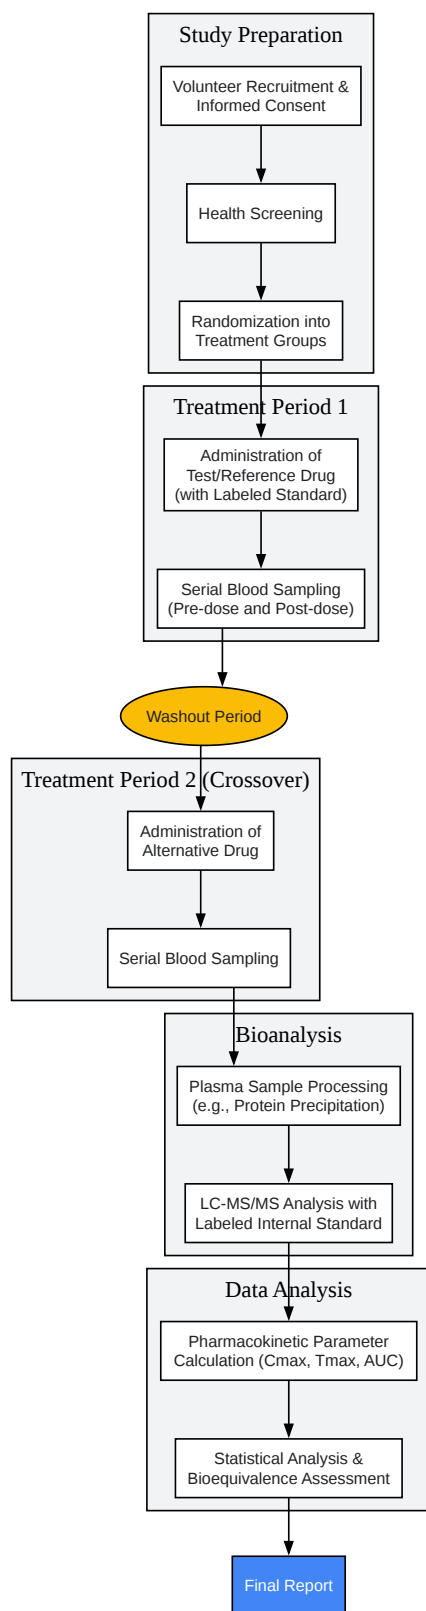 Study Preparation
Volunteer Recruitment &
Informed Consent
Health Screening
Randomization into
Treatment Groups
Treatment Period 1
Administration of
Test/Reference Drug
(with Labeled Standard)
Serial Blood Sampling
(Pre-dose and Post-dose)
Washout Period
Treatment Period 2 (Crossover)
Administration of
Alternative Drug
Serial Blood Sampling
Bioanalysis
Plasma Sample Processing
(e.g., Protein Precipitation)
LC-MS/MS Analysis with
Labeled Internal Standard
Data Analysis
Pharmacokinetic Parameter
Calculation (Cmax, Tmax, AUC)
Statistical Analysis &
Bioequivalence Assessment
Final Report